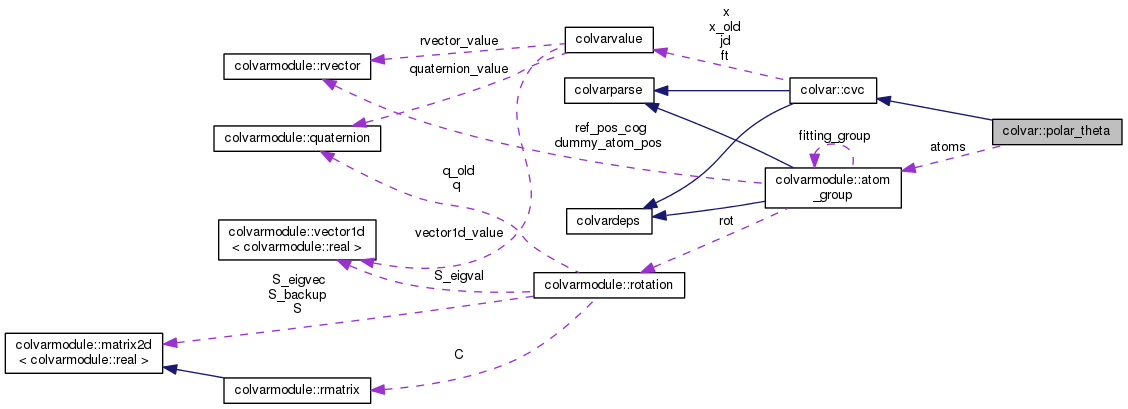 x
x_old
jd
ft
rvector_value
colvarvalue
colvarmodule::rvector
quaternion_value
colvarparse
colvar::cvc
colvarmodule::quaternion
ref_pos_cog
dummy_atom_pos
fitting_group
colvar::polar_theta
atoms
q_old
q
colvarmodule::atom
_group
colvardeps
rot
colvarmodule::vector1d
< colvarmodule::real >
vector1d_value
S_eigvec
S_backup
S
S_eigval
colvarmodule::rotation
colvarmodule::matrix2d
< colvarmodule::real >
C
colvarmodule::rmatrix